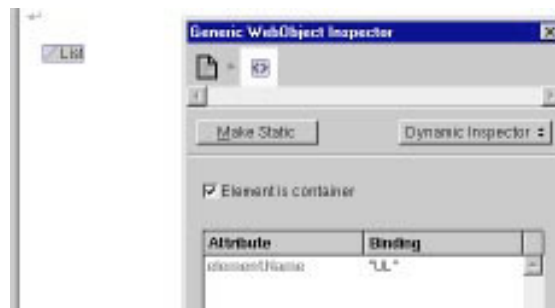 List
Generic WebObject Inspector
Make Static
Dynamic Inspector
Element is container
Attribute Binding
elementName "UL"